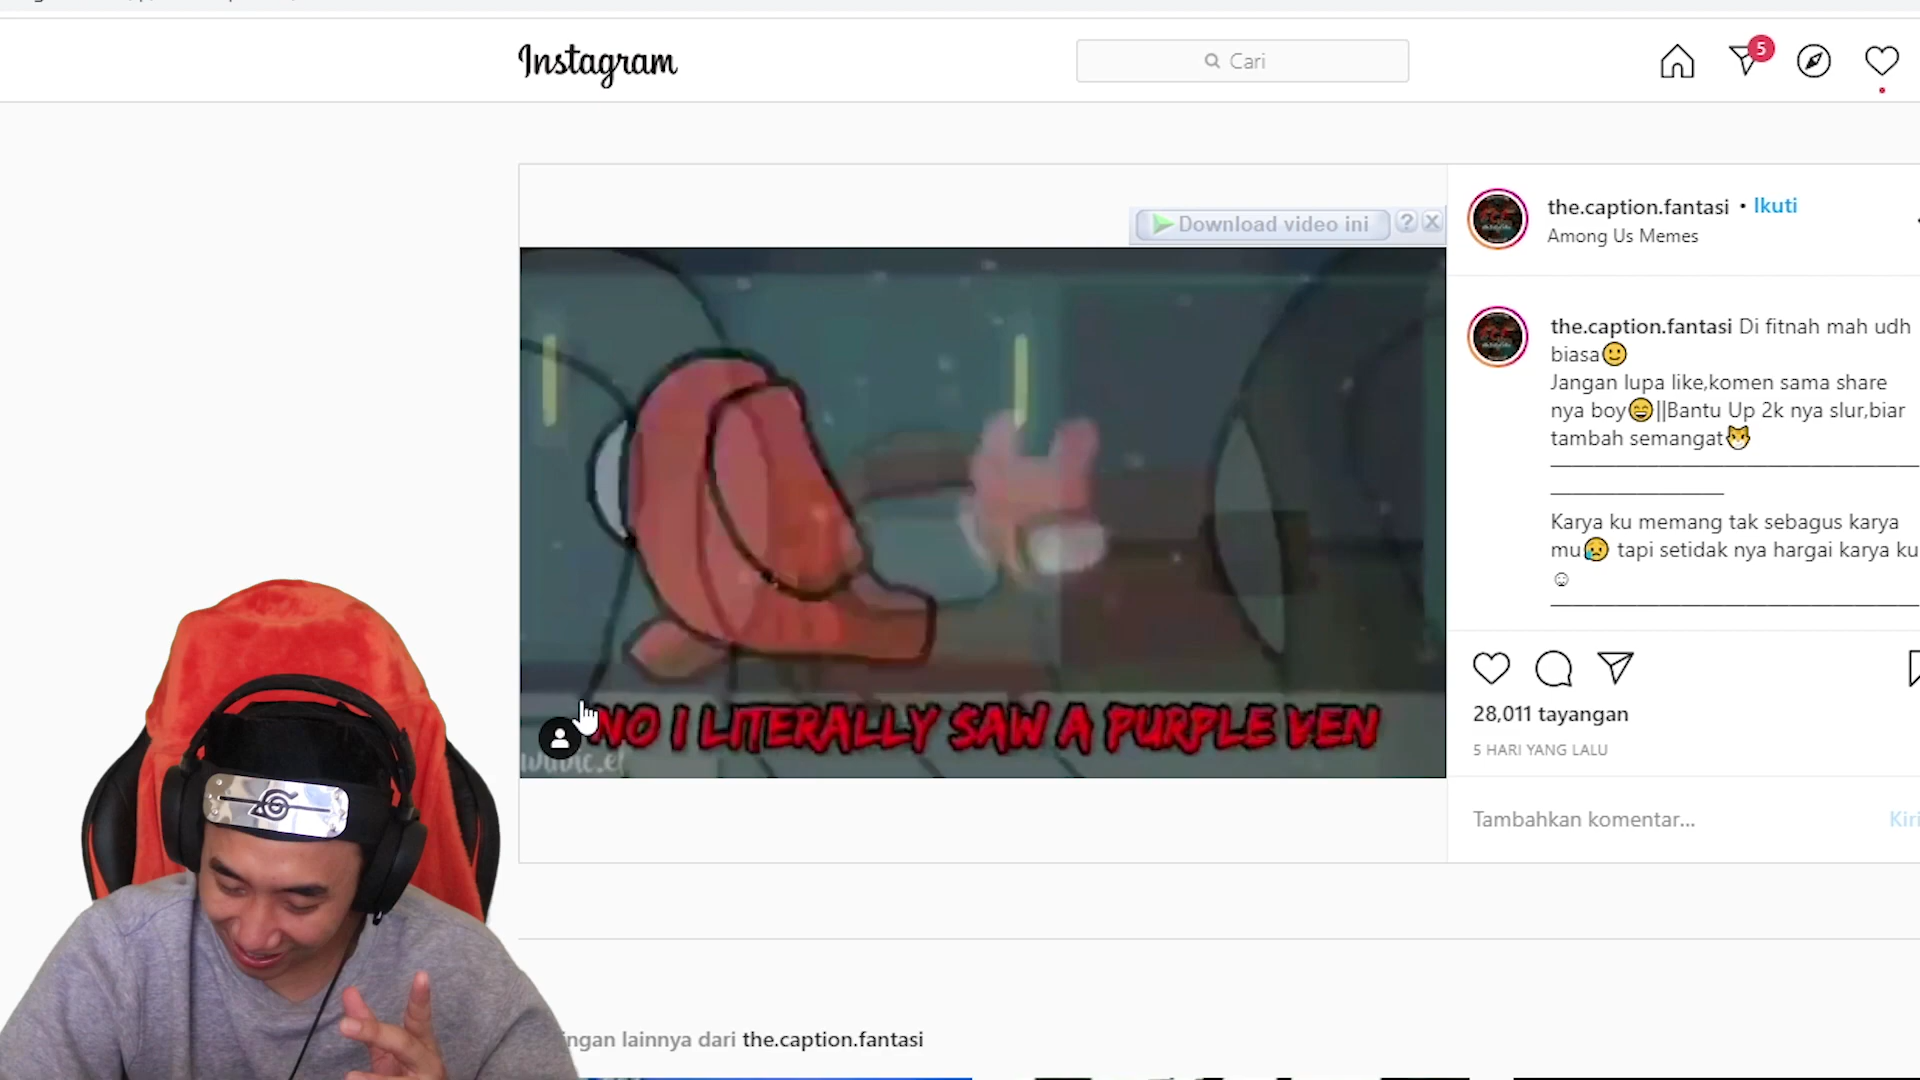 Instagram
Cari
5
Download video ini
the.caption.fantasi • Ikuti
Among Us Memes
the.caption.fantasi Di fitnah mah udh
biasa🙂
Jangan lupa like,komen sama share
nya boy😄||Bantu Up 2k nya slur,biar
tambah semangat🐱
Karya ku memang tak sebagus karya
mu😥 tapi setidak nya hargai karya ku
☺
NO I LITERALLY SAW A PURPLE VEN
28,011 tayangan
5 HARI YANG LALU
Tambahkan komentar...
Kiri
ngan lainnya dari the.caption.fantasi